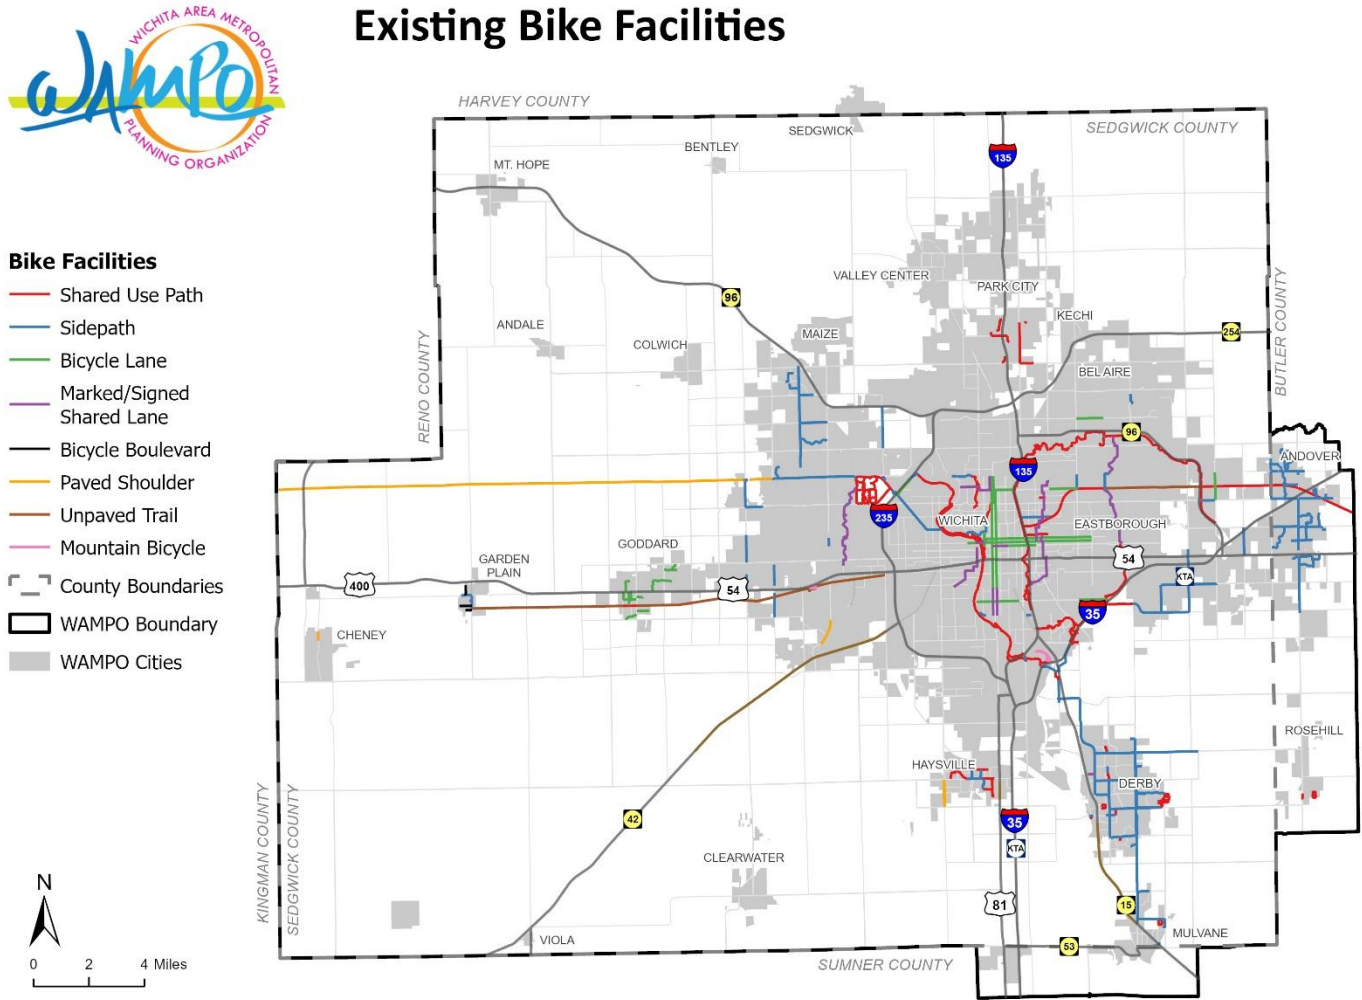 Existing Bike Facilities
WICHITA AREA METROPOLITAN
WAMPO
PLANNING ORGANIZATION
Bike Facilities
Shared Use Path
Sidepath
Bicycle Lane
Marked/Signed
Shared Lane
Bicycle Boulevard
Paved Shoulder
Unpaved Trail
Mountain Bicycle
County Boundaries
WAMPO Boundary
WAMPO Cities
N
0 2 4 Miles
HARVEY COUNTY
SEDGWICK COUNTY
SEDGWICK
BENTLEY
135
MT. HOPE
VALLEY CENTER
PARK CITY
96
KECHI
ANDALE
MAIZE
254
COLWICH
BEL AIRE
RENO COUNTY
BUTLER COUNTY
96
ANDOVER
135
235
WICHITA
EASTBOROUGH
GODDARD
GARDEN
PLAIN
54
KTA
400
54
35
CHENEY
ROSEHILL
HAYSVILLE
DERBY
42
35
KTA
KINGMAN COUNTY
SEDGWICK COUNTY
CLEARWATER
81
15
VIOLA
MULVANE
53
SUMNER COUNTY